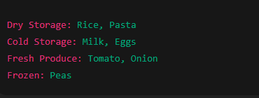 Dry Storage: Rice, Pasta
Cold Storage: Milk, Eggs
Fresh Produce: Tomato, Onion
Frozen: Peas